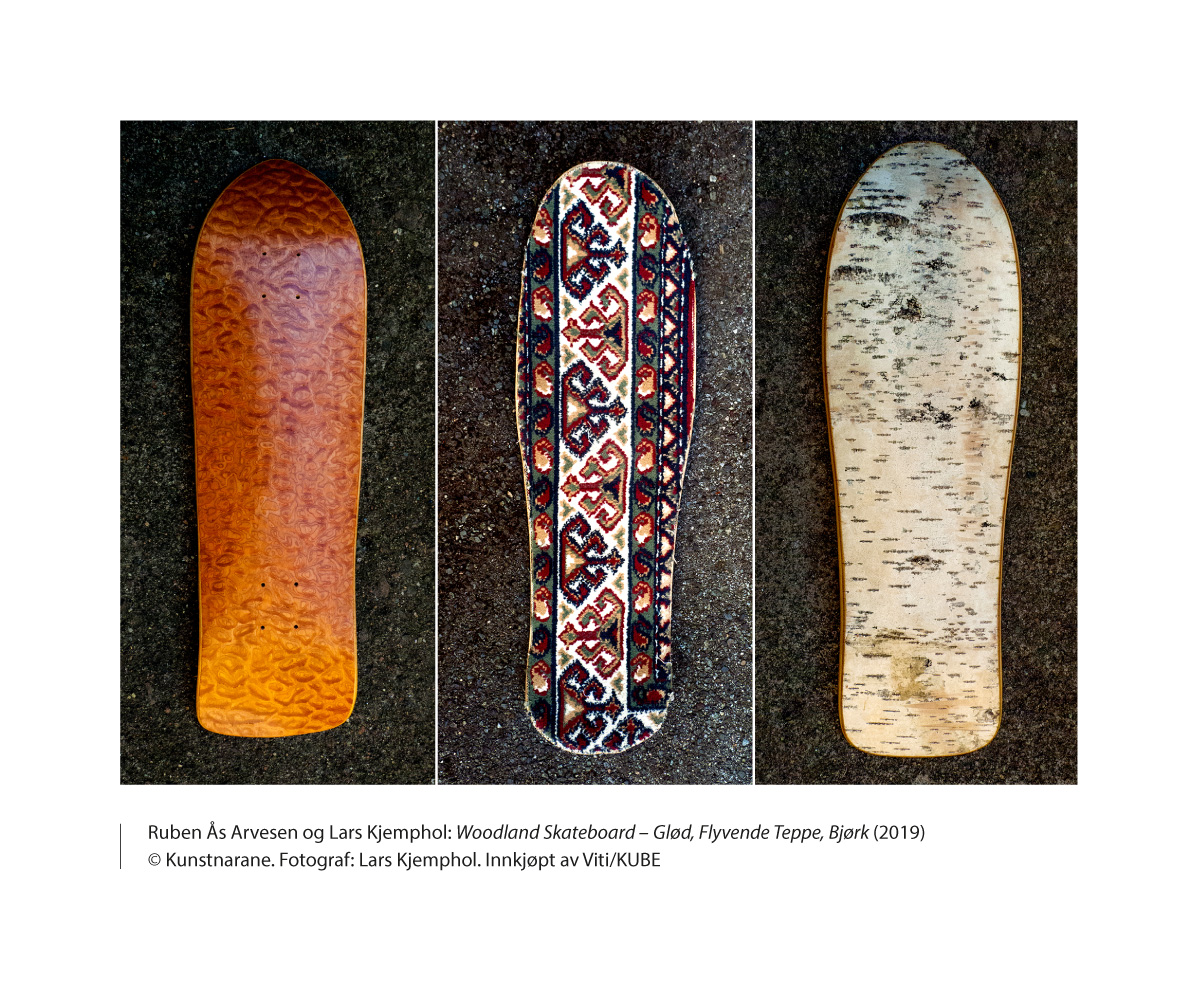 Ruben Ås Arvesen og Lars Kjemphol: Woodland Skateboard – Glød, Flyvende Teppe, Bjørk (2019)
© Kunstnarane. Fotograf: Lars Kjemphol. Innkjøpt av Viti/KUBE